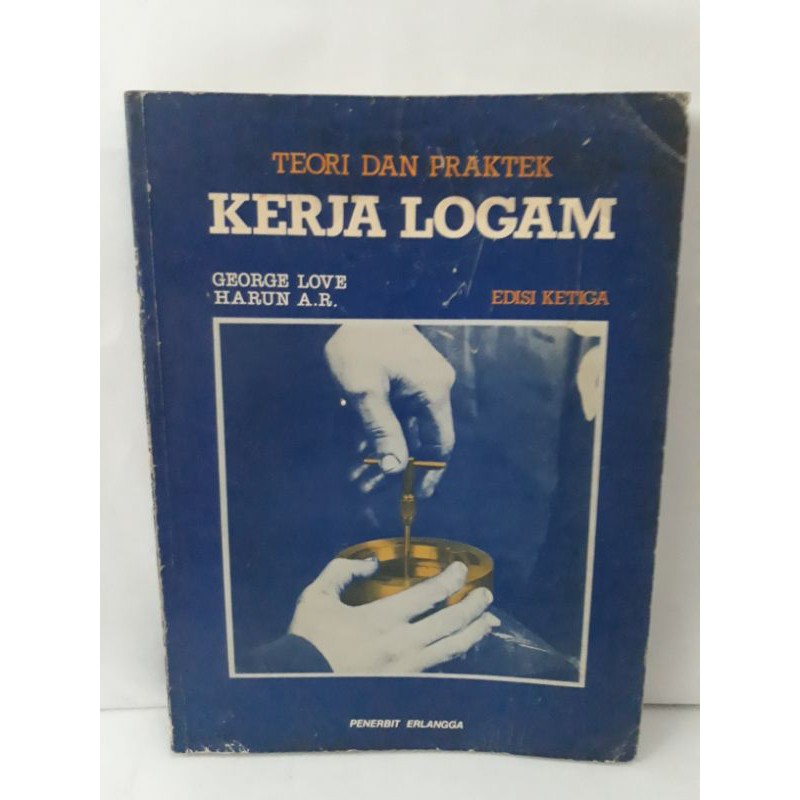 TEORI DAN PRAKTEK
KERJA LOGAM
GEORGE LOVE
HARUN A.R.
EDISI KETIGA
PENERBIT ERLANGGA